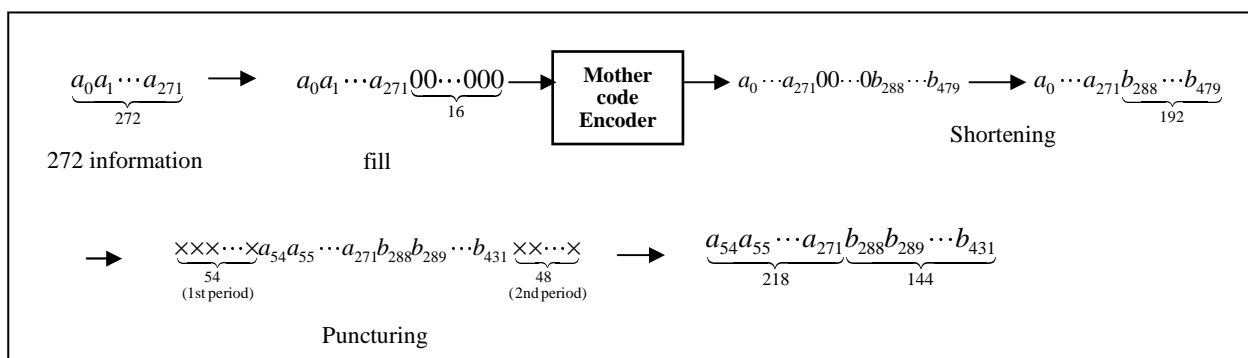 a₀a₁⋯a₂₇₁
272
272 information
a₀a₁⋯a₂₇₁00⋯000
16
fill
Mother
code
Encoder
a₀⋯a₂₇₁00⋯0b₂₈₈⋯b₄₇₉
a₀⋯a₂₇₁b₂₈₈⋯b₄₇₉
192
Shortening
×××⋯×a₅₄a₅₅⋯a₂₇₁b₂₈₈b₂₈₉⋯b₄₃₁××⋯×
54
(1st period)
48
(2nd period)
Puncturing
a₅₄a₅₅⋯a₂₇₁b₂₈₈b₂₈₉⋯b₄₃₁
218
144